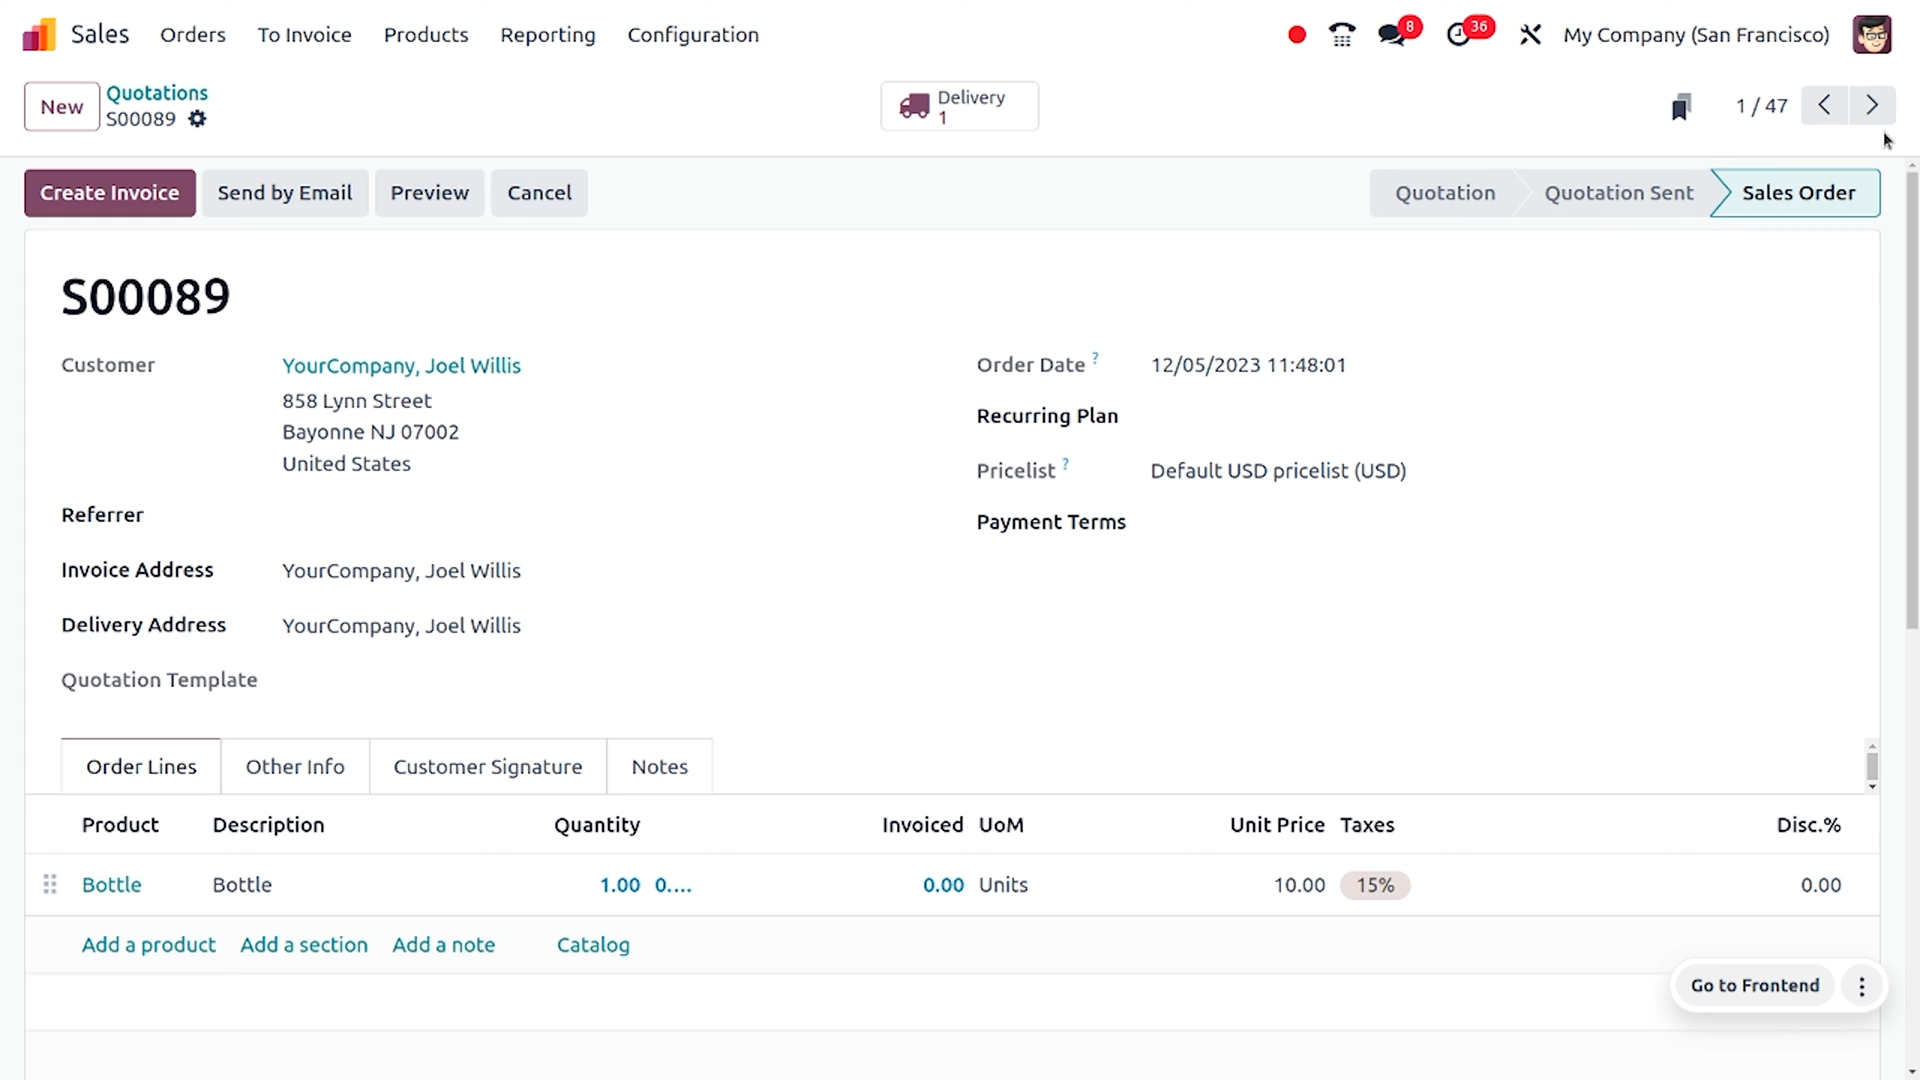 Sales Orders To Invoice Products Reporting Configuration 8 36 My Company (San Francisco)
New Quotations Delivery 1 / 47
S00089 1
Create Invoice Send by Email Preview Cancel Quotation Quotation Sent Sales Order
S00089
Customer YourCompany, Joel Willis Order Date ? 12/05/2023 11:48:01
858 Lynn Street
Bayonne NJ 07002 Recurring Plan
United States Pricelist ? Default USD pricelist (USD)
Referrer Payment Terms
Invoice Address YourCompany, Joel Willis
Delivery Address YourCompany, Joel Willis
Quotation Template
Order Lines Other Info Customer Signature Notes
Product Description Quantity Invoiced UoM Unit Price Taxes Disc.%
Bottle Bottle 1.00 0.... 0.00 Units 10.00 15% 0.00
Add a product Add a section Add a note Catalog
Go to Frontend